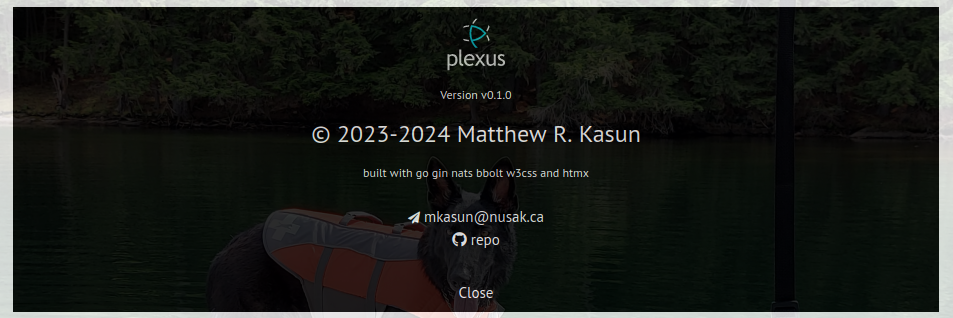 plexus
Version v0.1.0
© 2023-2024 Matthew R. Kasun
built with go gin nats bbolt w3css and htmx
mkasun@nusak.ca
repo
Close